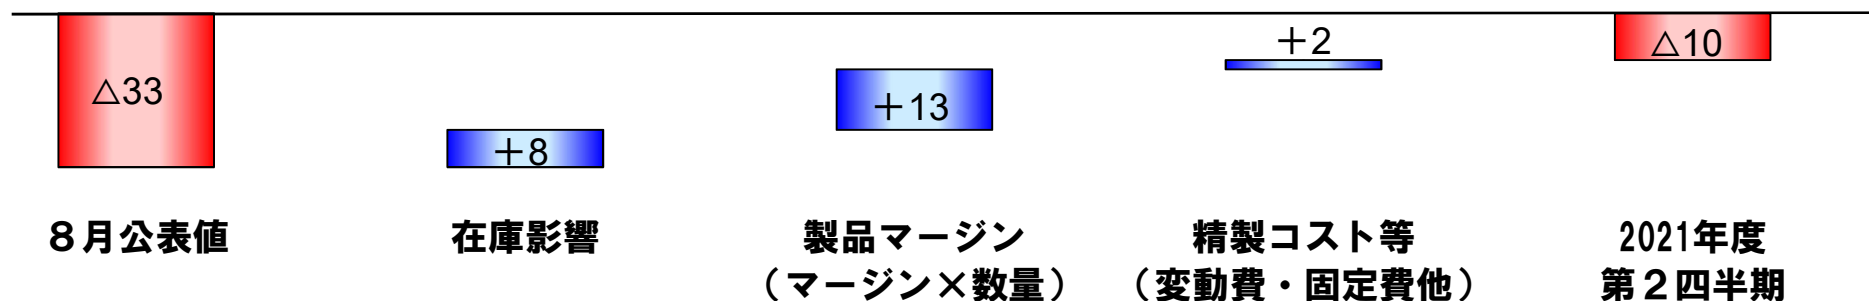 △33
＋8
＋13
＋2
△10
８月公表値
在庫影響
製品マージン
（マージン×数量）
精製コスト等
（変動費・固定費他）
2021年度
第２四半期